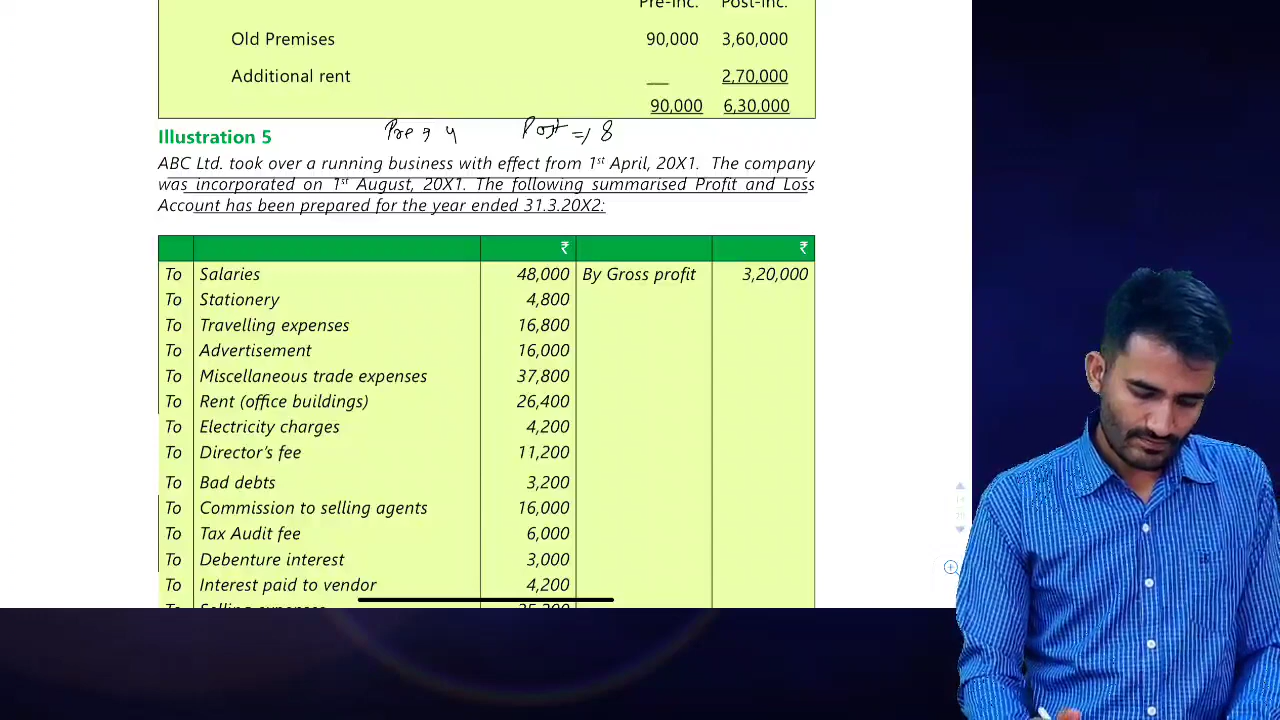 Pre-inc. Post-inc.
Old Premises 90,000 3,60,000
Additional rent __ 2,70,000
90,000 6,30,000
Pre → 4 Post => 8
Illustration 5
ABC Ltd. took over a running business with effect from 1st April, 20X1. The company
was incorporated on 1st August, 20X1. The following summarised Profit and Loss
Account has been prepared for the year ended 31.3.20X2:
₹ ₹
To Salaries 48,000 By Gross profit 3,20,000
To Stationery 4,800
To Travelling expenses 16,800
To Advertisement 16,000
To Miscellaneous trade expenses 37,800
To Rent (office buildings) 26,400
To Electricity charges 4,200
To Director's fee 11,200
To Bad debts 3,200
To Commission to selling agents 16,000
To Tax Audit fee 6,000
To Debenture interest 3,000
To Interest paid to vendor 4,200
To Selling expenses 25,200